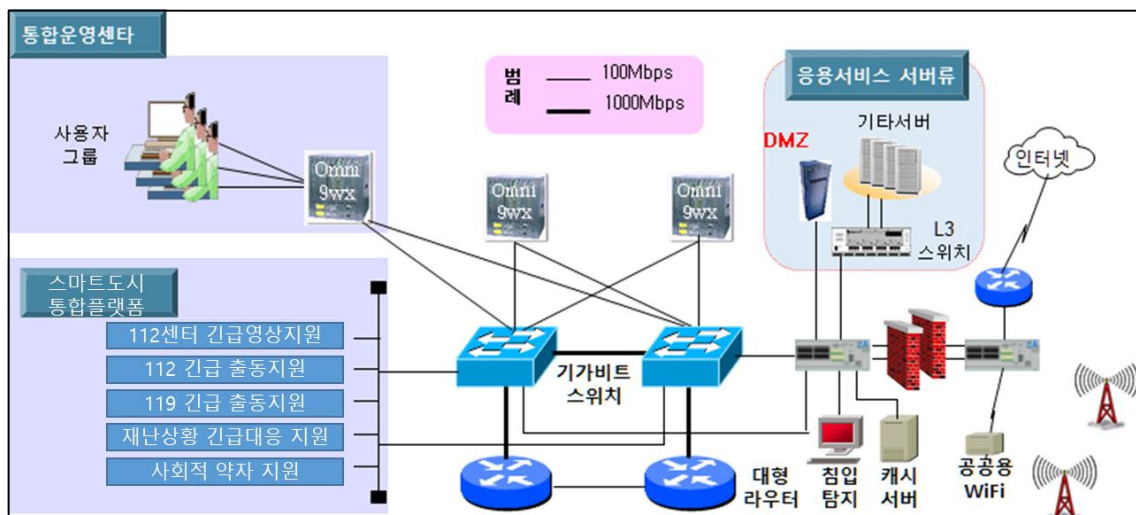 통합운영센타
사용자
그룹
Omni
9wx
Omni
9wx
Omni
9wx
범
례
100Mbps
1000Mbps
응용서비스 서버류
기타서버
DMZ
L3
스위치
인터넷
스마트도시
통합플랫폼
112센터 긴급영상지원
112 긴급 출동지원
119 긴급 출동지원
재난상황 긴급대응 지원
사회적 약자 지원
기가비트
스위치
대형
라우터
침입
탐지
캐시
서버
공공용
WiFi